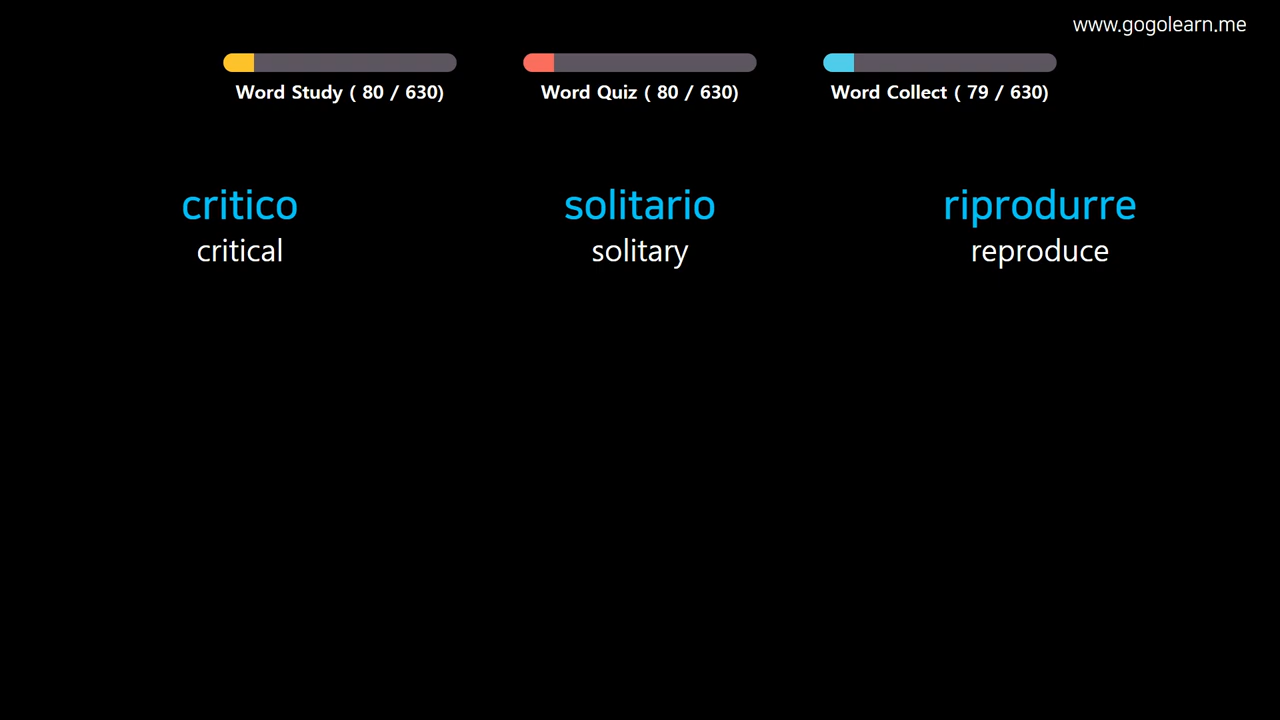 www.gogolearn.me
Word Study ( 80 / 630)
Word Quiz ( 80 / 630)
Word Collect ( 79 / 630)
critico
critical
solitario
solitary
riprodurre
reproduce